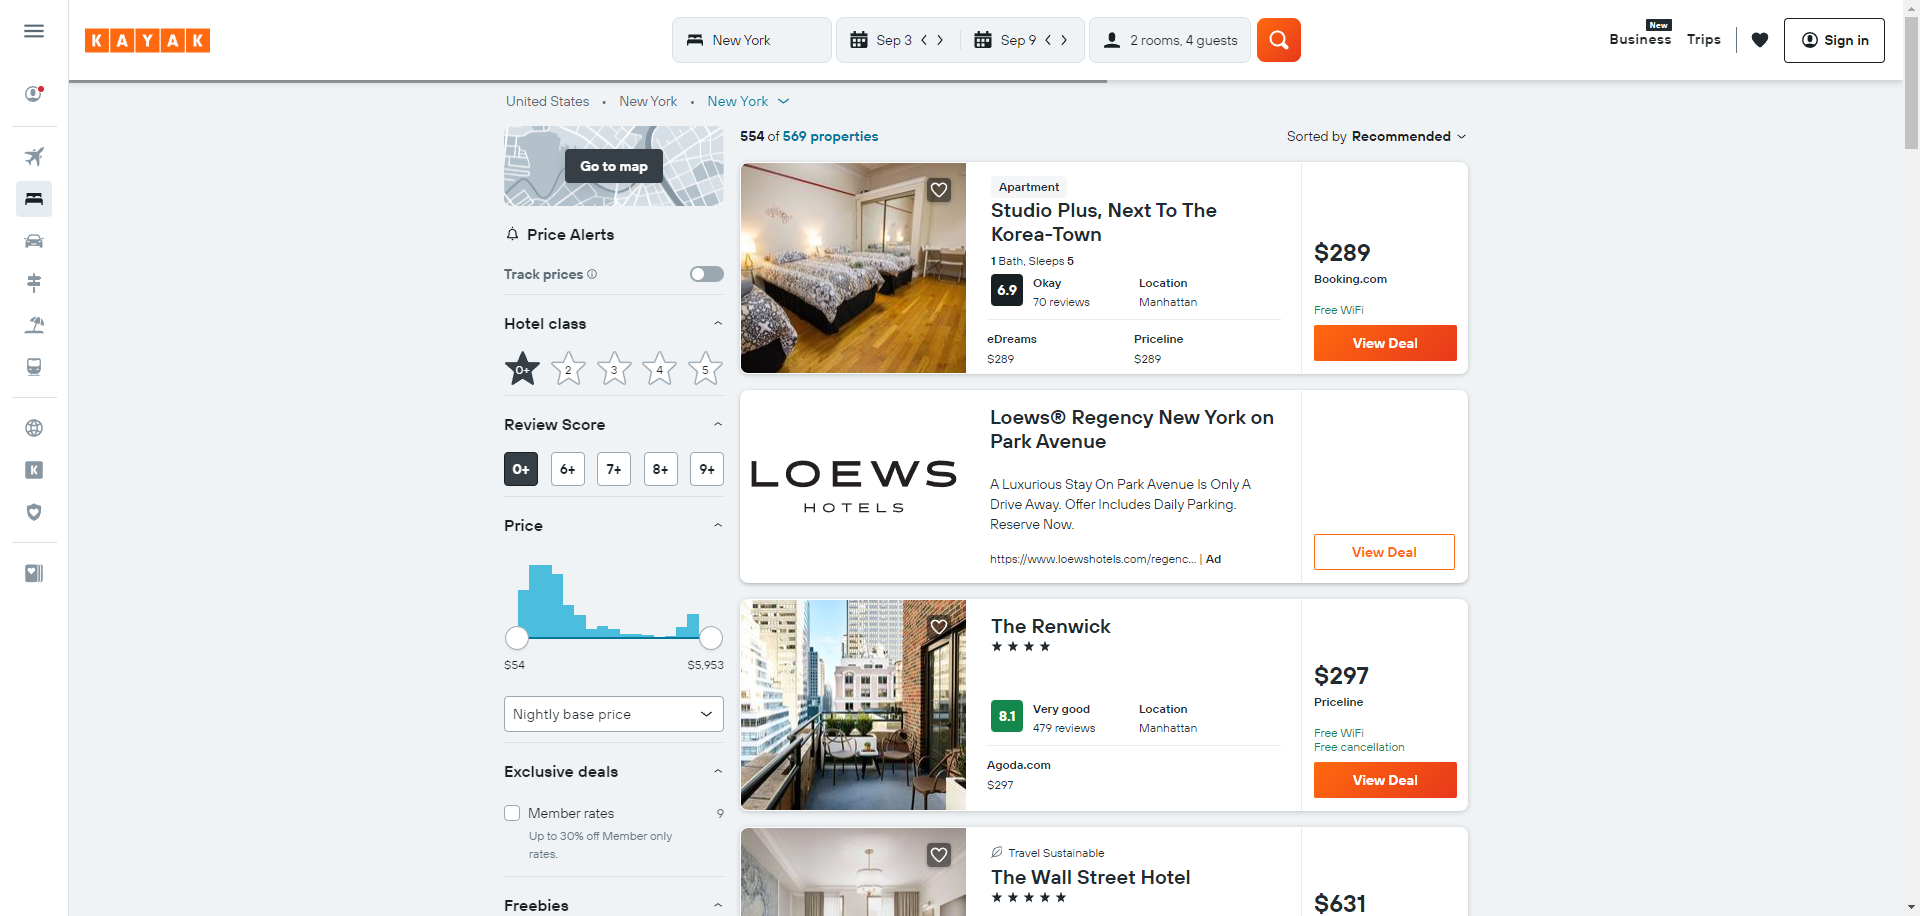 KAYAK
New York
Sep 3
Sep 9
2 rooms, 4 guests
New
Business
Trips
Sign in
United States • New York • New York
Go to map
Price Alerts
Track prices
Hotel class
0+ 2 3 4 5
Review Score
0+ 6+ 7+ 8+ 9+
Price
$54 $5,953
Nightly base price
Exclusive deals
Member rates 9
Up to 30% off Member only
rates.
Freebies
554 of 569 properties
Sorted by Recommended
Apartment
Studio Plus, Next To The
Korea-Town
1 Bath, Sleeps 5
6.9 Okay
70 reviews
Location
Manhattan
eDreams
$289
Priceline
$289
$289
Booking.com
Free WiFi
View Deal
LOEWS
HOTELS
Loews® Regency New York on
Park Avenue
A Luxurious Stay On Park Avenue Is Only A
Drive Away. Offer Includes Daily Parking.
Reserve Now.
https://www.loewshotels.com/regenc... | Ad
View Deal
The Renwick
8.1 Very good
479 reviews
Location
Manhattan
Agoda.com
$297
$297
Priceline
Free WiFi
Free cancellation
View Deal
Travel Sustainable
The Wall Street Hotel
$631
K